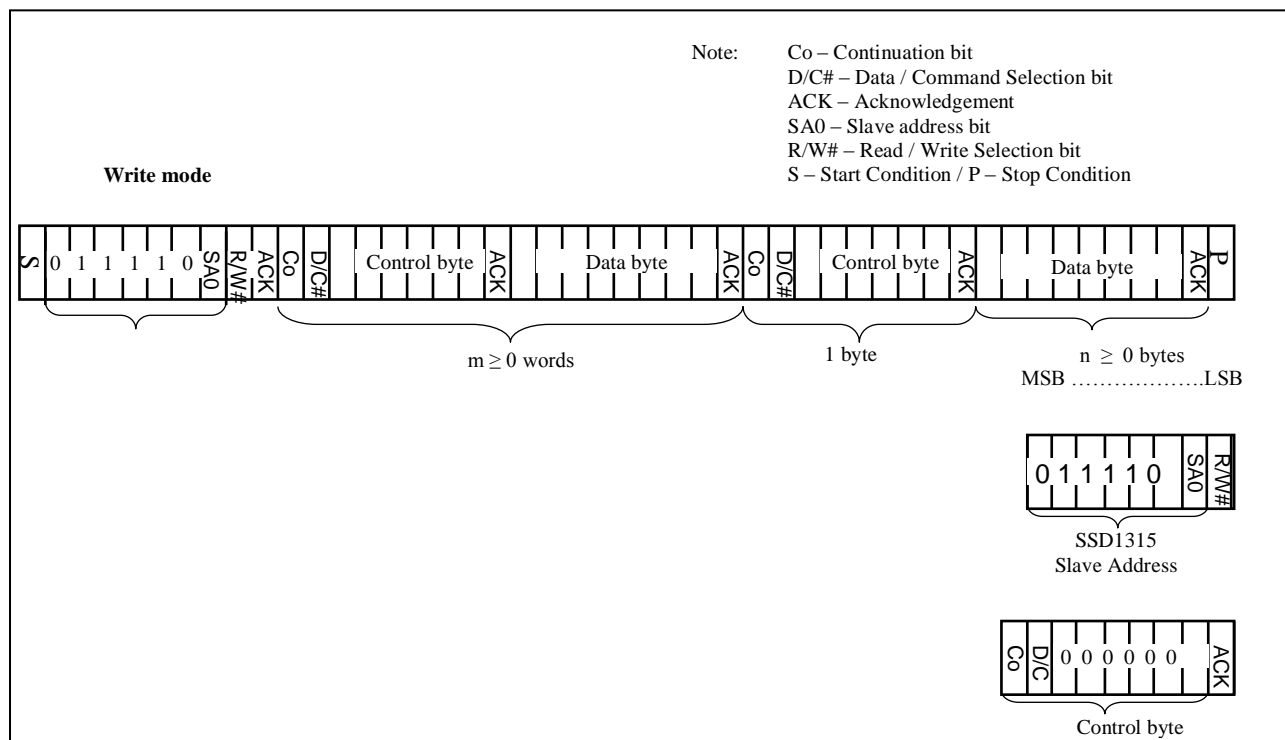 Note: Co – Continuation bit
D/C# – Data / Command Selection bit
ACK – Acknowledgement
SA0 – Slave address bit
R/W# – Read / Write Selection bit
S – Start Condition / P – Stop Condition
Write mode
S 0 1 1 1 1 0 SA0 R/W# ACK Co D/C# Control byte ACK Data byte ACK Co D/C# Control byte ACK Data byte ACK P
m ≥ 0 words
1 byte
n ≥ 0 bytes
MSB ………………….LSB
0 1 1 1 1 0 SA0 R/W#
SSD1315
Slave Address
Co D/C 0 0 0 0 0 0 ACK
Control byte